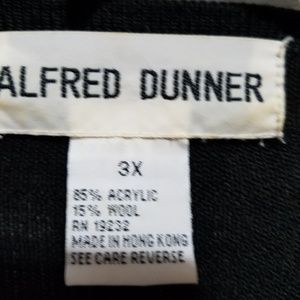 ALFRED DUNNER
3X
85% ACRYLIC
15% WOOL
RN 19232
MADE IN HONG KONG
SEE CARE REVERSE